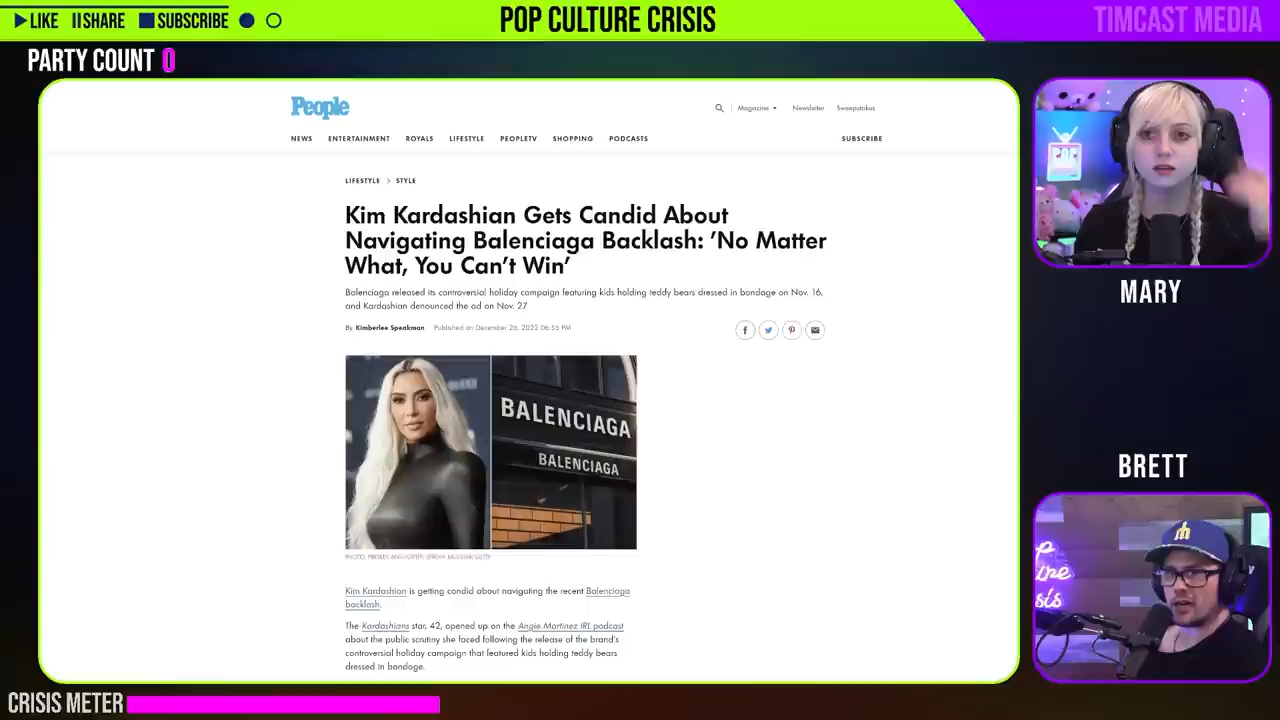 LIKE SHARE SUBSCRIBE
POP CULTURE CRISIS
TIMCAST MEDIA
PARTY COUNT 0
People
Magazine Newsletter Sweepstakes
NEWS ENTERTAINMENT ROYALS LIFESTYLE PEOPLETV SHOPPING PODCASTS SUBSCRIBE
LIFESTYLE > STYLE
Kim Kardashian Gets Candid About
Navigating Balenciaga Backlash: 'No Matter
What, You Can't Win'
Balenciaga released its controversial holiday campaign featuring kids holding teddy bears dressed in bondage on Nov. 16,
and Kardashian denounced the ad on Nov. 27
By Kimberlee Speakman Published on December 26, 2022 06:55 PM
BALENCIAGA
BALENCIAGA
Kim Kardashian is getting candid about navigating the recent Balenciaga
backlash.
The Kardashians star, 42, opened up on the Angie Martinez IRL podcast
about the public scrutiny she faced following the release of the brand's
controversial holiday campaign that featured kids holding teddy bears
dressed in bondage.
MARY
BRETT
CRISIS METER